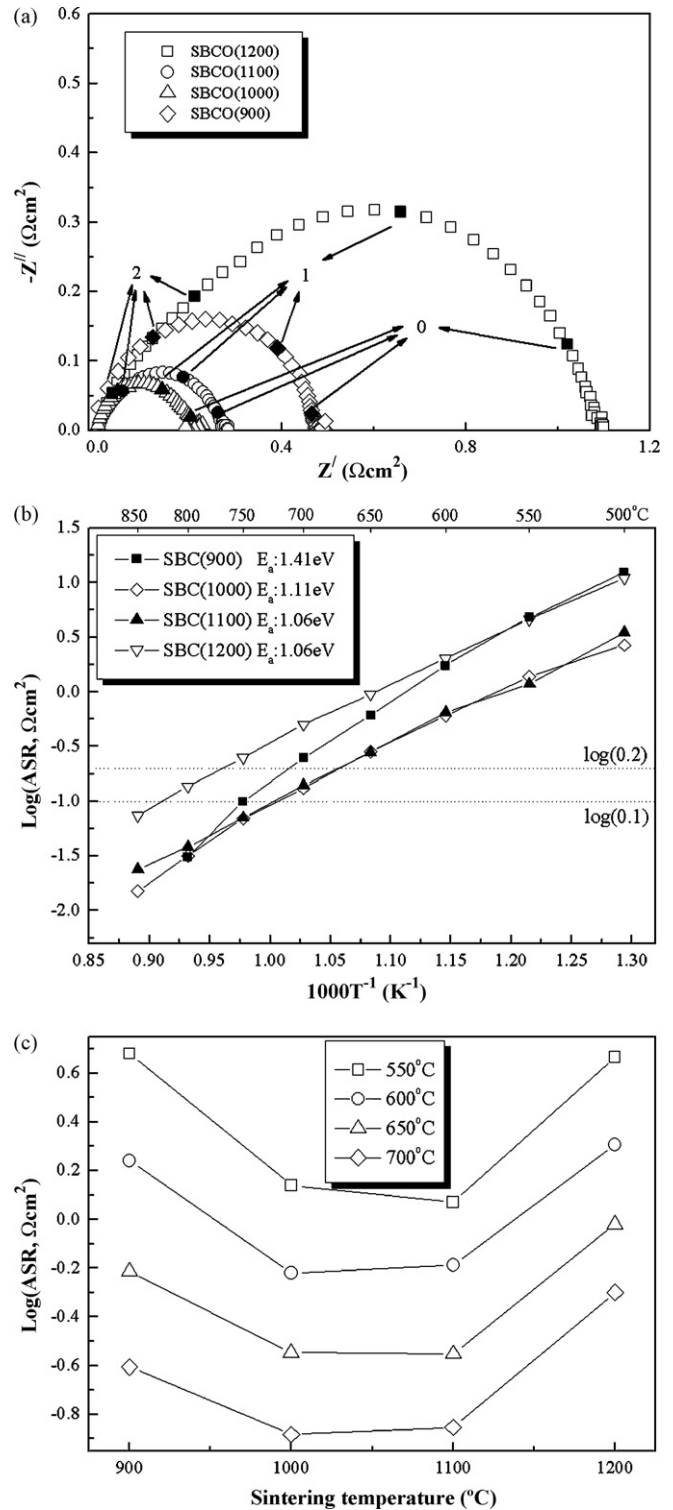 (a)
0.6
0.5
0.4
0.3
0.2
0.1
0.0
-Z// (Ωcm²)
SBCO(1200)
SBCO(1100)
SBCO(1000)
SBCO(900)
2
1
0
0.0 0.4 0.8 1.2
Z/ (Ωcm²)
(b)
850 800 750 700 650 600 550 500°C
1.5
1.0
0.5
0.0
-0.5
-1.0
-1.5
-2.0
Log(ASR, Ωcm²)
SBC(900) Eₐ:1.41eV
SBC(1000) Eₐ:1.11eV
SBC(1100) Eₐ:1.06eV
SBC(1200) Eₐ:1.06eV
log(0.2)
log(0.1)
0.85 0.90 0.95 1.00 1.05 1.10 1.15 1.20 1.25 1.30
1000T⁻¹ (K⁻¹)
(c)
0.6
0.4
0.2
0.0
-0.2
-0.4
-0.6
-0.8
Log(ASR, Ωcm²)
550°C
600°C
650°C
700°C
900 1000 1100 1200
Sintering temperature (ºC)